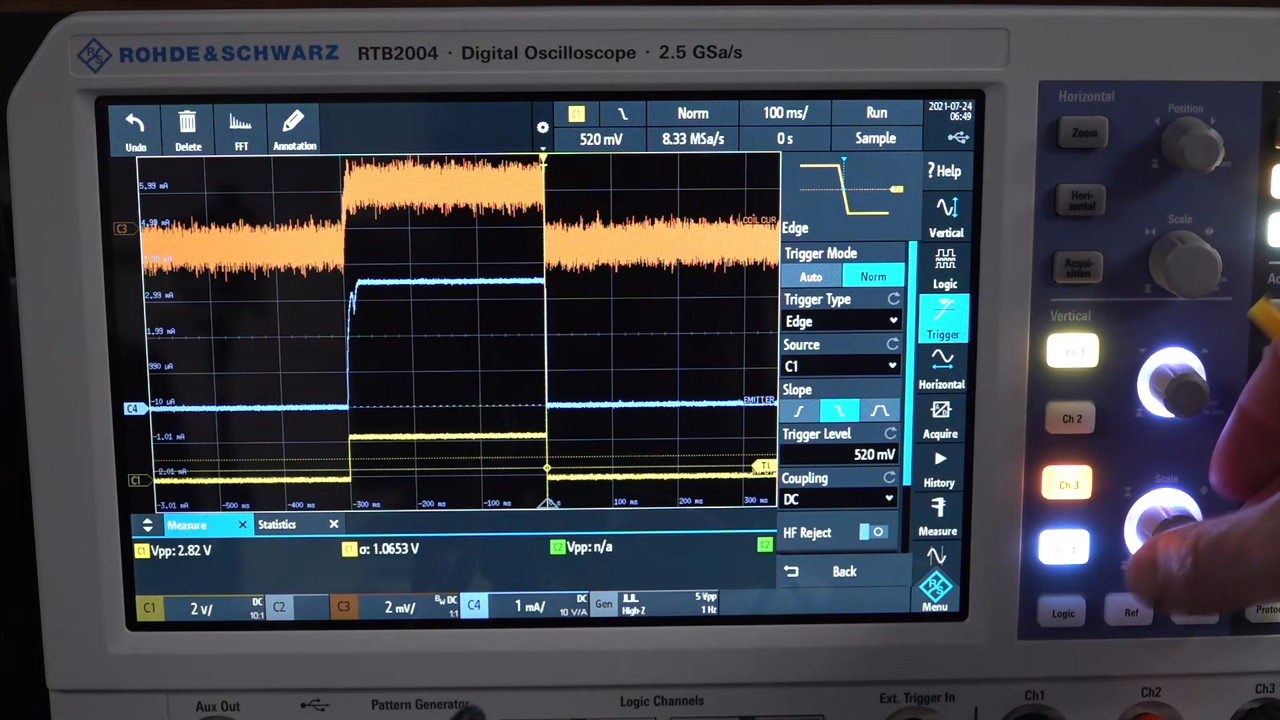 ROHDE & SCHWARZ RTB2004 · Digital Oscilloscope · 2.5 GSa/s
Undo
Delete
FFT
Annotation
C1
Norm
100 ms/
Run
520 mV
8.33 MSa/s
0 s
Sample
2021-07-24
06:49
5.99 mA
4.99 mA
2.99 mA
1.99 mA
990 µA
-10 µA
-1.01 mA
-2.01 mA
-3.01 mA
C3
C4
C1
COIL CUR
EMITTER
-500 ms
-400 ms
-300 ms
-200 ms
-100 ms
100 ms
200 ms
300 ms
Edge
Trigger Mode
Auto
Norm
Trigger Type
Edge
Source
C1
Slope
Trigger Level
520 mV
Coupling
DC
HF Reject
Back
? Help
Vertical
Logic
Trigger
Horizontal
Acquire
History
Measure
Menu
Measure
Statistics
C1 Vpp: 2.82 V
σ: 1.0653 V
C2 Vpp: n/a
C2
C1 2 V/ DC 10:1
C2
C3 2 mV/ BW DC 1:1
C4 1 mA/ DC 10 V/A
Gen High-Z 5 Vpp 1 Hz
Horizontal
Position
Zoom
Hori-
zontal
Scale
Acqui-
sition
Vertical
Ch 1
Ch 2
Ch 3
Scale
Logic
Ref
Aux Out
Pattern Generator
Logic Channels
Ext. Trigger In
Ch1
Ch2
Ch3